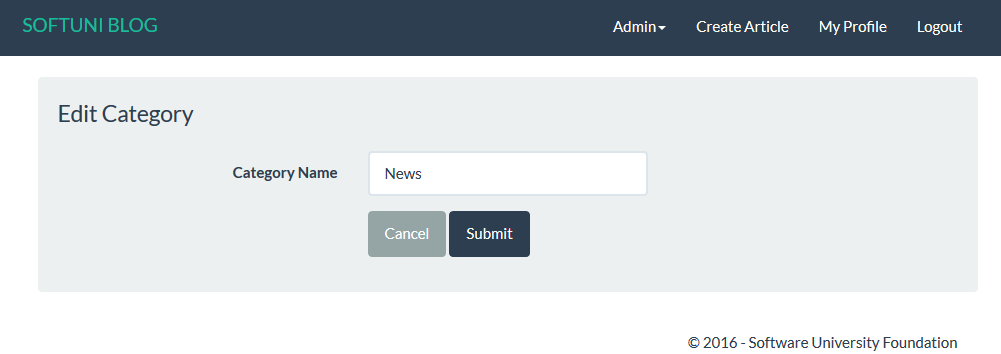 SOFTUNI BLOG Admin Create Article My Profile Logout
Edit Category
Category Name News
Cancel Submit
© 2016 - Software University Foundation